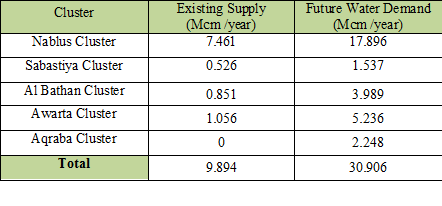 Cluster Existing Supply Future Water Demand
(Mcm /year) (Mcm /year)
Nablus Cluster 7.461 17.896
Sabastiya Cluster 0.526 1.537
Al Bathan Cluster 0.851 3.989
Awarta Cluster 1.056 5.236
Aqraba Cluster 0 2.248
Total 9.894 30.906